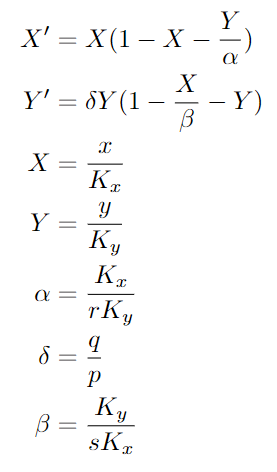 X' = X(1 − X − Y/α)
Y' = δY(1 − X/β − Y)
X = x/K_x
Y = y/K_y
α = K_x/rK_y
δ = q/p
β = K_y/sK_x